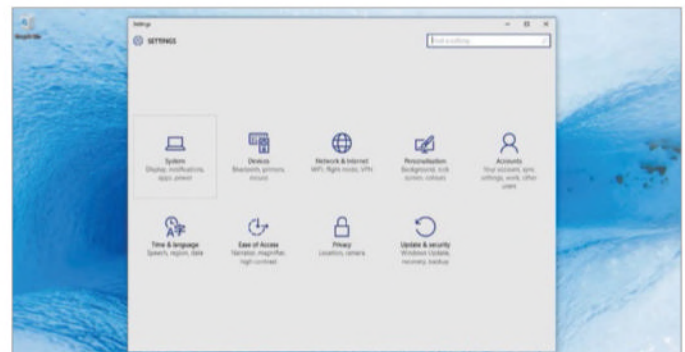 Settings
SETTINGS
Find a setting
System
Display, notifications,
apps, power
Devices
Bluetooth, printers,
mouse
Network & Internet
WiFi, flight mode, VPN
Personalisation
Background, lock
screen, colours
Accounts
Your account, sync
settings, work, other
users
Time & language
Speech, region, date
Ease of Access
Narrator, magnifier,
high contrast
Privacy
Location, camera
Update & security
Windows Update,
recovery, backup